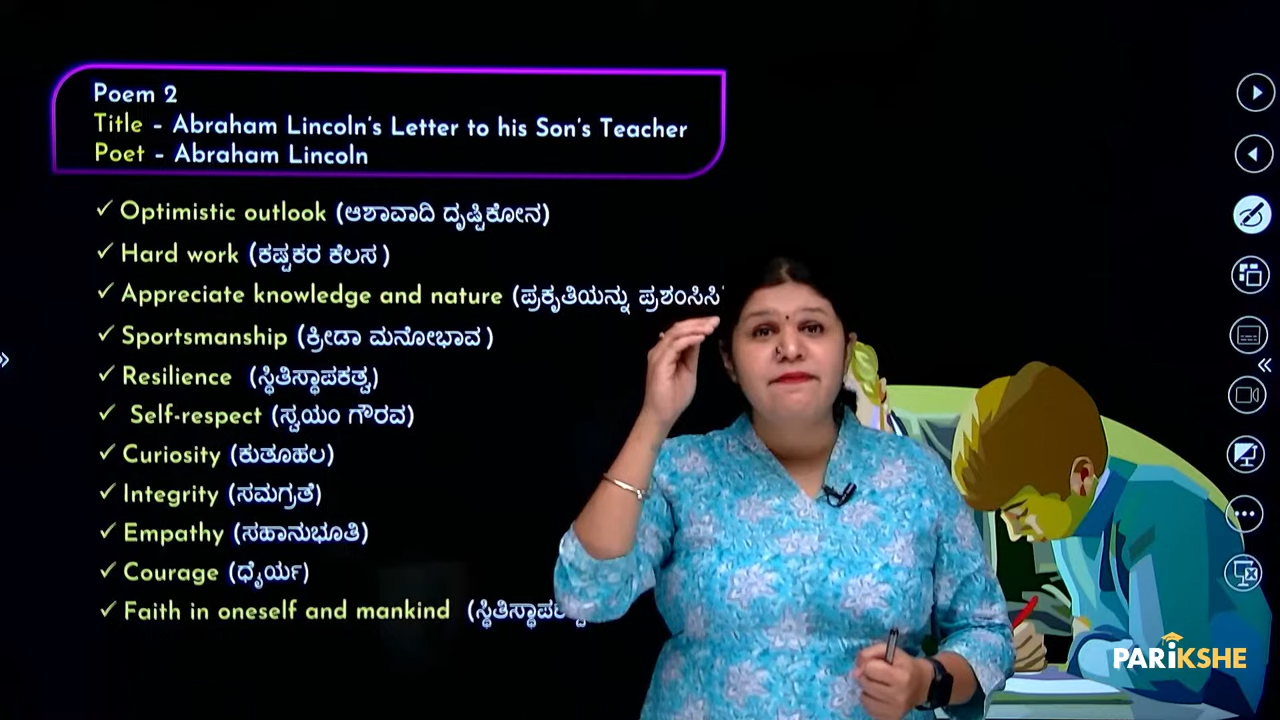 Poem 2
Title - Abraham Lincoln's Letter to his Son's Teacher
Poet - Abraham Lincoln
✓ Optimistic outlook (ಆಶಾವಾದಿ ದೃಷ್ಟಿಕೋನ)
✓ Hard work (ಕಷ್ಟಕರ ಕೆಲಸ )
✓ Appreciate knowledge and nature (ಪ್ರಕೃತಿಯನ್ನು ಪ್ರಶಂಸಿಸಿ
✓ Sportsmanship (ಕ್ರೀಡಾ ಮನೋಭಾವ )
✓ Resilience (ಸ್ಥಿತಿಸ್ಥಾಪಕತ್ವ)
✓ Self-respect (ಸ್ವಯಂ ಗೌರವ)
✓ Curiosity (ಕುತೂಹಲ)
✓ Integrity (ಸಮಗ್ರತೆ)
✓ Empathy (ಸಹಾನುಭೂತಿ)
✓ Courage (ಧೈರ್ಯ)
✓ Faith in oneself and mankind
PARIKSHE